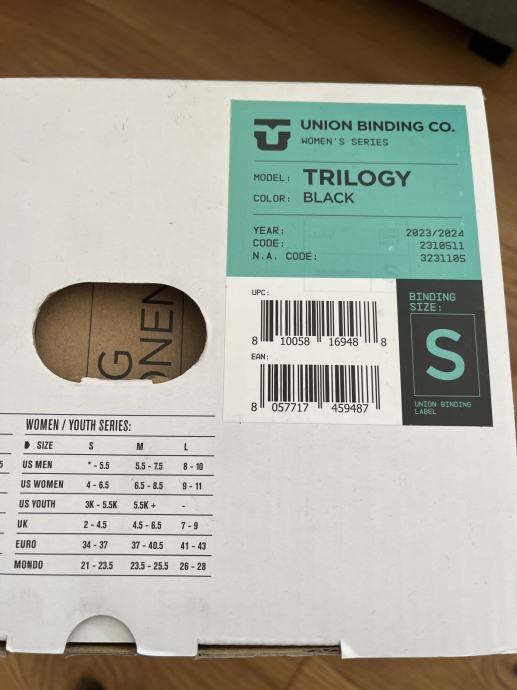 UNION BINDING CO.
WOMEN'S SERIES
MODEL: TRILOGY
COLOR: BLACK
YEAR: 2023/2024
CODE: 2310511
N.A. CODE: 3231105
UPC:
8 10058 16948 8
EAN:
8 057717 459487
BINDING
SIZE:
S
UNION BINDING
LABEL
G
ONEN
WOMEN / YOUTH SERIES:
SIZE S M L
US MEN * - 5.5 5.5 - 7.5 8 - 10
US WOMEN 4 - 6.5 6.5 - 8.5 9 - 11
US YOUTH 3K - 5.5K 5.5K + -
UK 2 - 4.5 4.5 - 6.5 7 - 9
EURO 34 - 37 37 - 40.5 41 - 43
MONDO 21 - 23.5 23.5 - 25.5 26 - 28